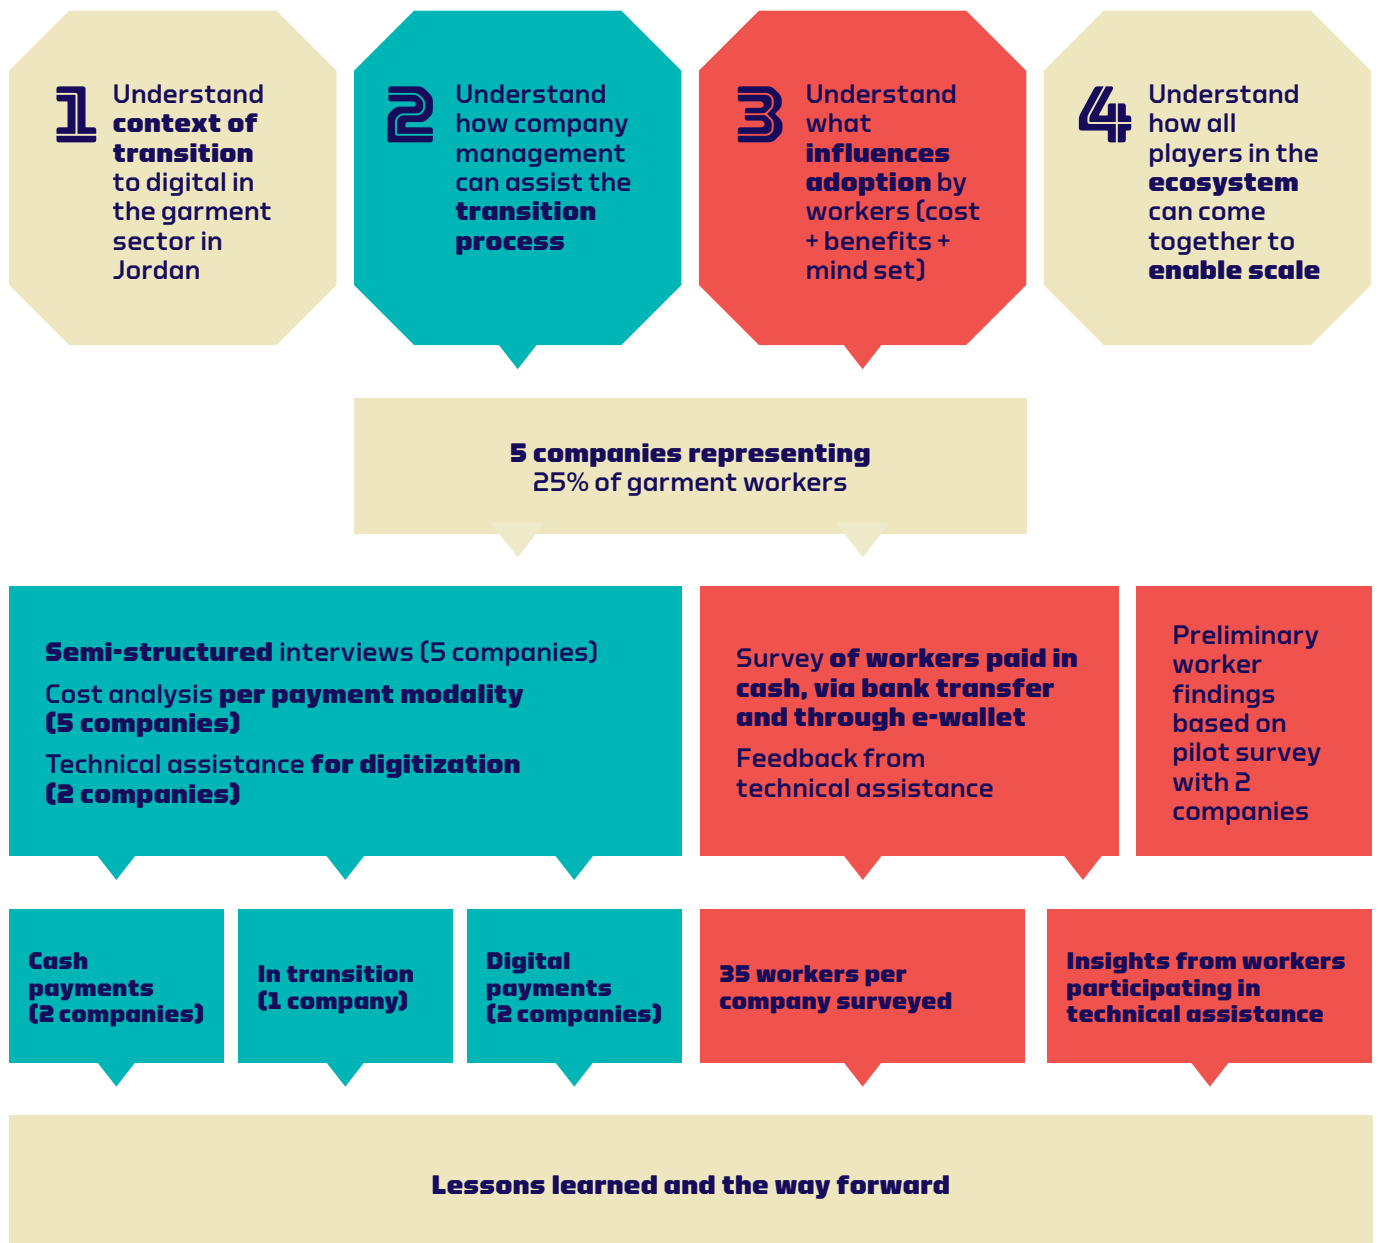 1
Understand
context of
transition
to digital in
the garment
sector in
Jordan
2
Understand
how company
management
can assist the
transition
process
3
Understand
what
influences
adoption by
workers (cost
+ benefits +
mind set)
4
Understand
how all
players in the
ecosystem
can come
together to
enable scale
5 companies representing
25% of garment workers
Semi-structured interviews (5 companies)
Cost analysis per payment modality
(5 companies)
Technical assistance for digitization
(2 companies)
Survey of workers paid in
cash, via bank transfer
and through e-wallet
Feedback from
technical assistance
Preliminary
worker
findings
based on
pilot survey
with 2
companies
Cash
payments
(2 companies)
In transition
(1 company)
Digital
payments
(2 companies)
35 workers per
company surveyed
Insights from workers
participating in
technical assistance
Lessons learned and the way forward